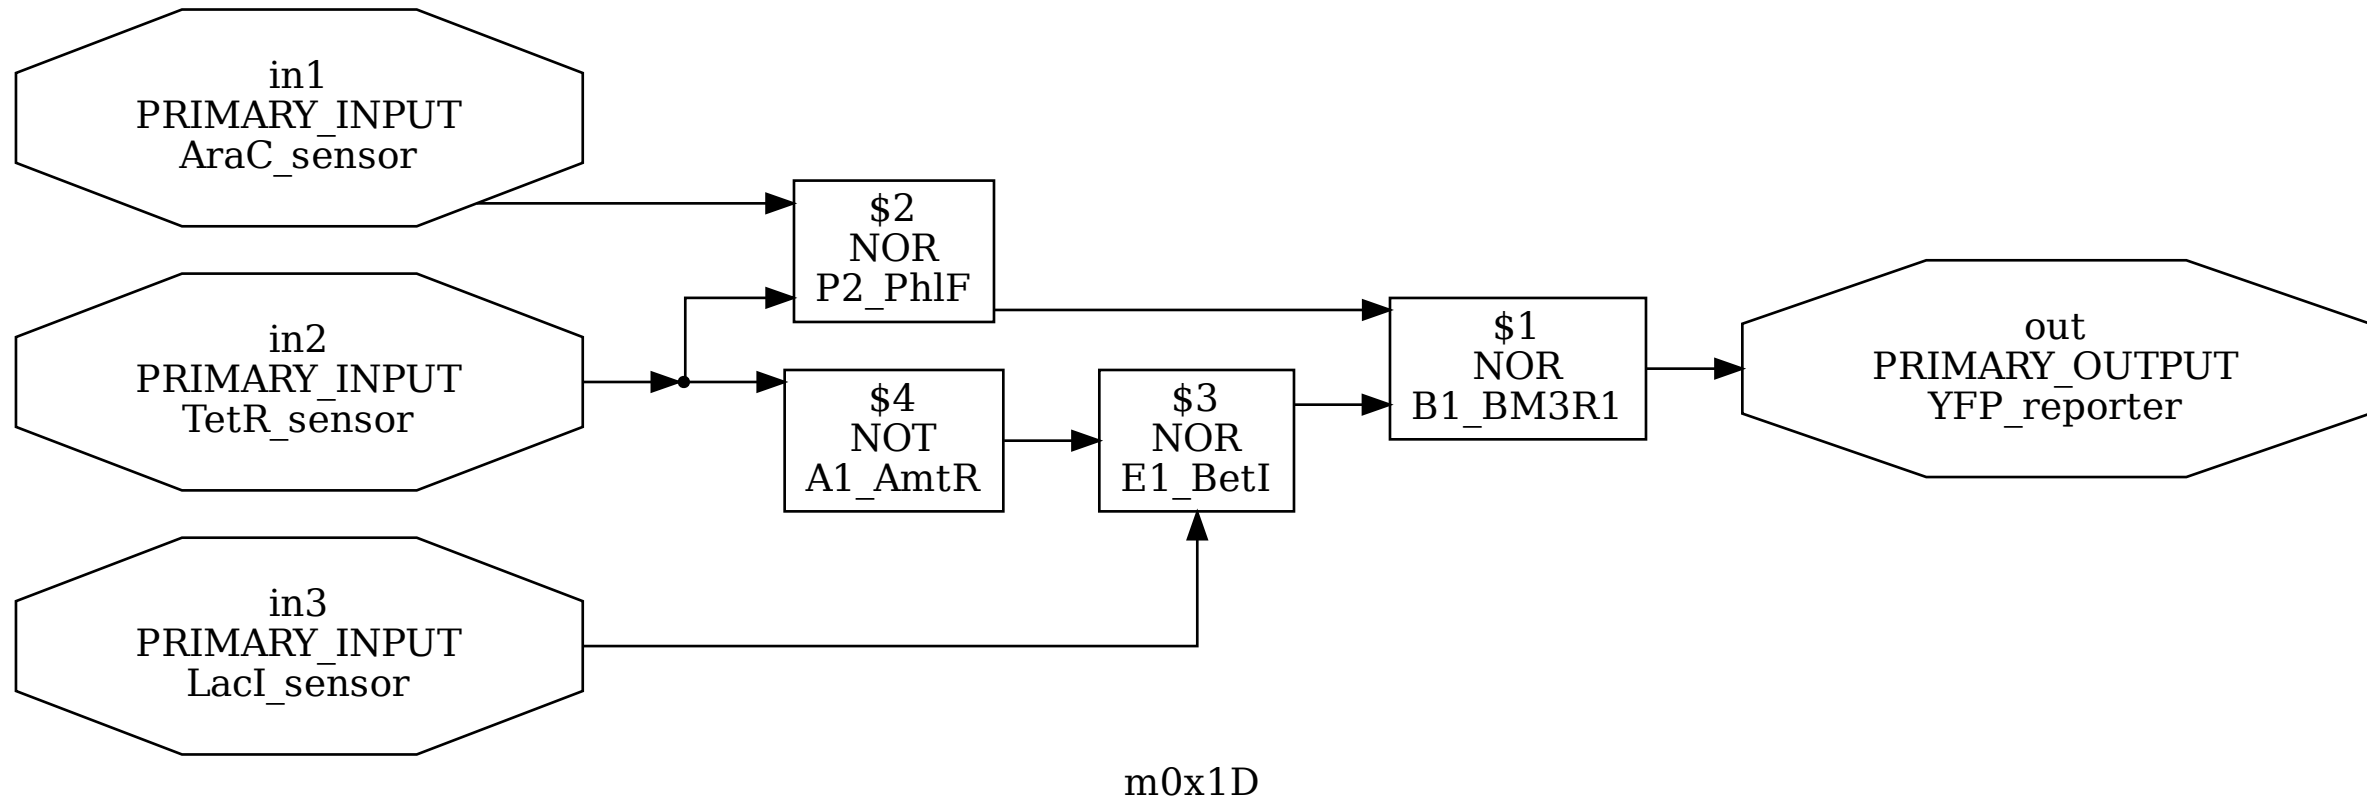 in1
PRIMARY_INPUT
AraC_sensor
in2
PRIMARY_INPUT
TetR_sensor
in3
PRIMARY_INPUT
LacI_sensor
$2
NOR
P2_PhlF
$4
NOT
A1_AmtR
$3
NOR
E1_BetI
$1
NOR
B1_BM3R1
out
PRIMARY_OUTPUT
YFP_reporter
m0x1D